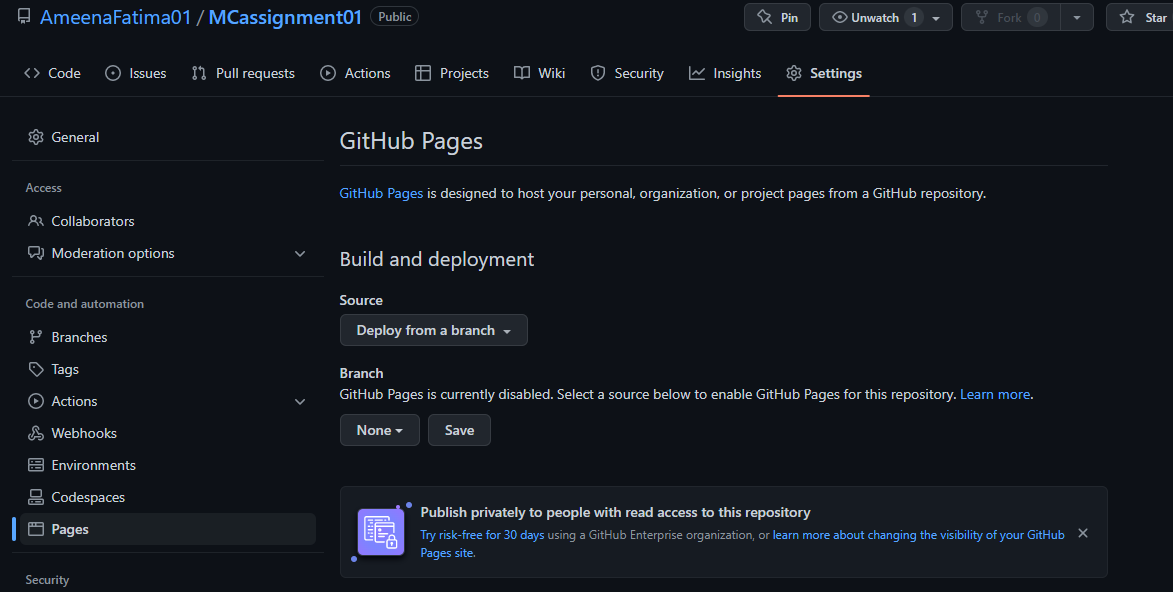 AmeenaFatima01 / MCassignment01 Public
Pin
Unwatch 1
Fork 0
Star
Code
Issues
Pull requests
Actions
Projects
Wiki
Security
Insights
Settings
General
Access
Collaborators
Moderation options
Code and automation
Branches
Tags
Actions
Webhooks
Environments
Codespaces
Pages
Security
GitHub Pages
GitHub Pages is designed to host your personal, organization, or project pages from a GitHub repository.
Build and deployment
Source
Deploy from a branch
Branch
GitHub Pages is currently disabled. Select a source below to enable GitHub Pages for this repository. Learn more.
None
Save
Publish privately to people with read access to this repository
Try risk-free for 30 days using a GitHub Enterprise organization, or learn more about changing the visibility of your GitHub
Pages site.